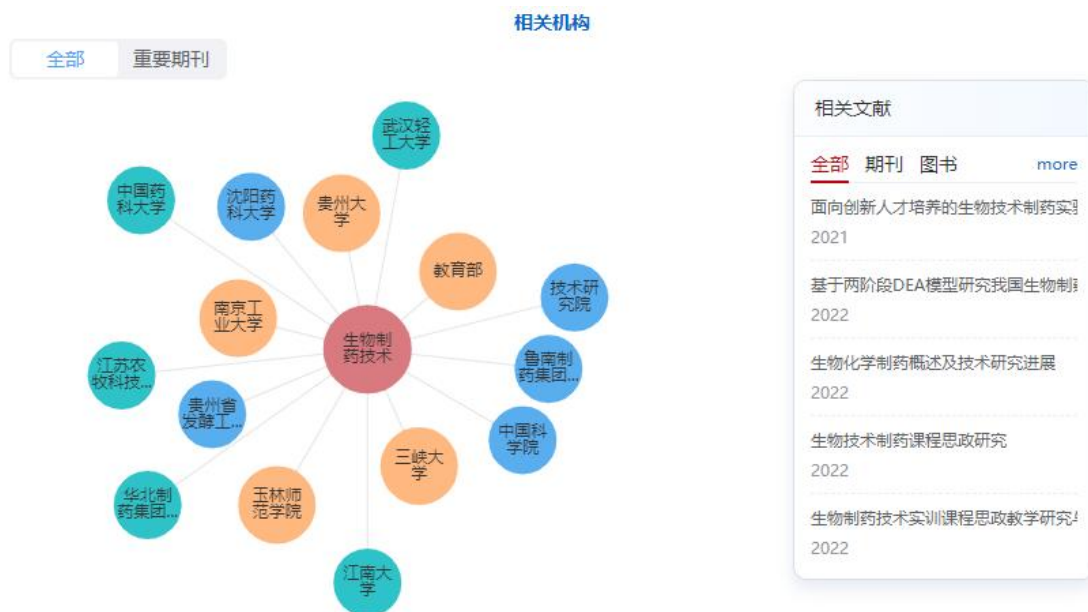 相关机构
全部
重要期刊
武汉轻
工大学
中国药
科大学
沈阳药
科大学
贵州大
学
教育部
技术研
究院
南京工
业大学
生物制
药技术
鲁南制
药集团...
江苏农
牧科技...
贵州省
发酵工...
中国科
学院
三峡大
学
华北制
药集团...
玉林师
范学院
江南大
学
相关文献
全部 期刊 图书 more
面向创新人才培养的生物技术制药实
2021
基于两阶段DEA模型研究我国生物制
2022
生物化学制药概述及技术研究进展
2022
生物技术制药课程思政研究
2022
生物制药技术实训课程思政教学研究
2022